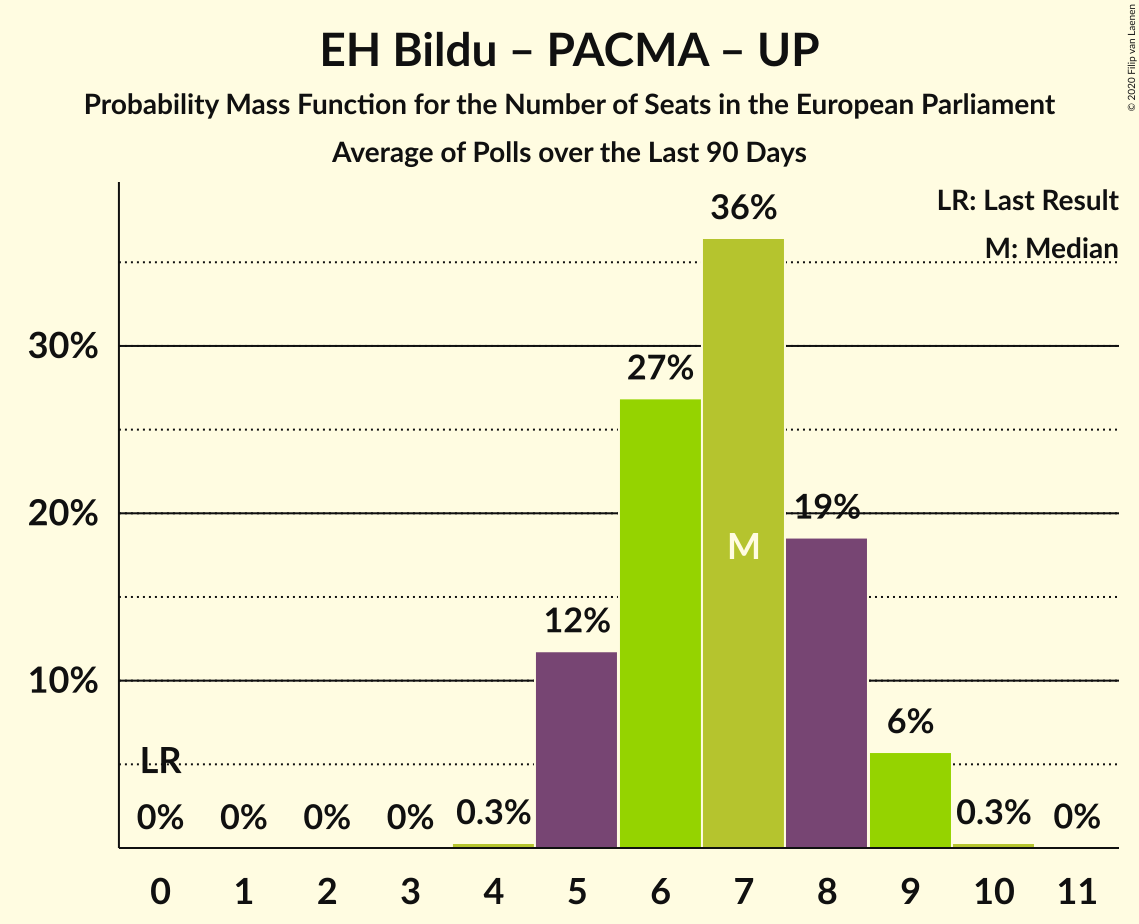 EH Bildu – PACMA – UP
Probability Mass Function for the Number of Seats in the European Parliament
Average of Polls over the Last 90 Days
© 2020 Filip van Laenen
LR: Last Result
M: Median
36%
30%
27%
20%
19%
M
12%
10%
6%
LR
0%
0%
0%
0%
0.3%
0.3%
0%
0 1 2 3 4 5 6 7 8 9 10 11